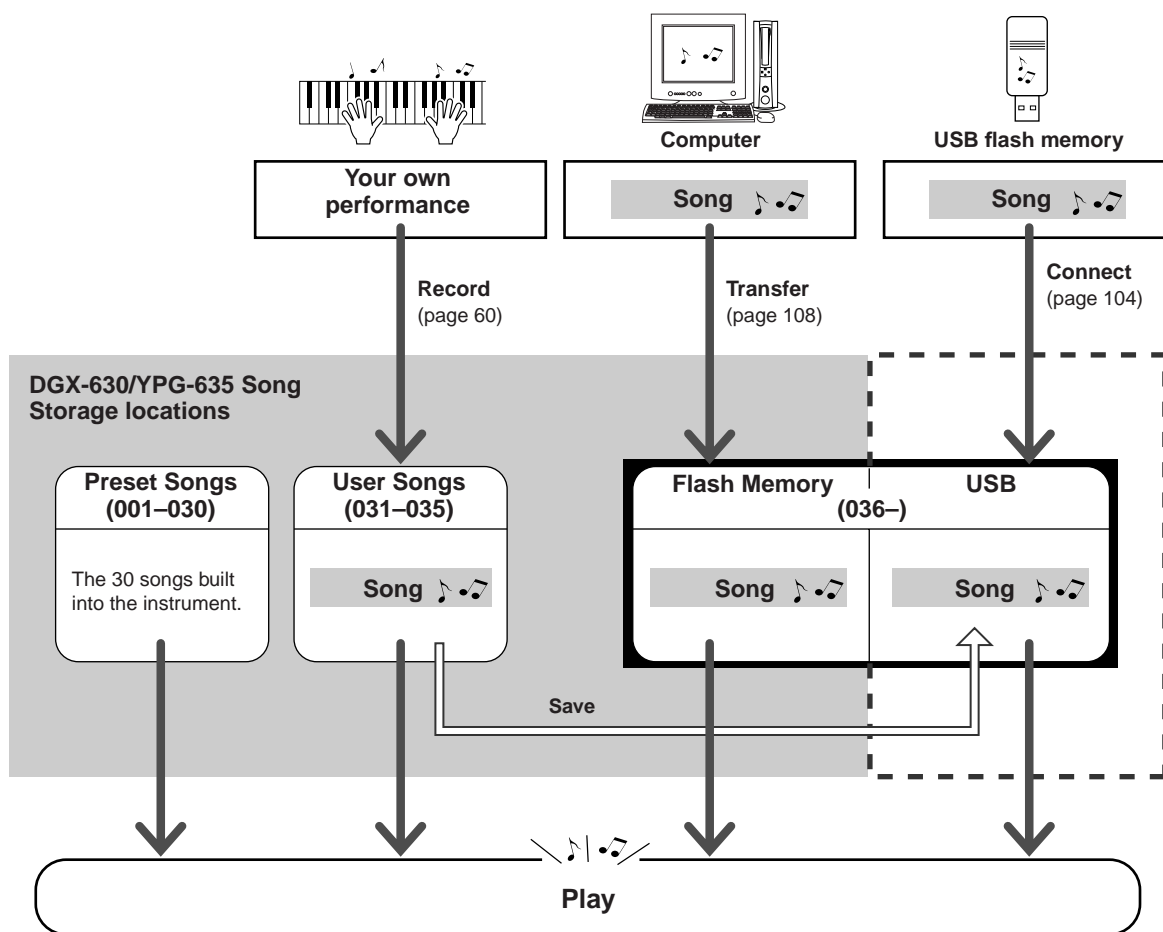 Computer
USB flash memory
Your own
performance
Song
Song
Record
(page 60)
Transfer
(page 108)
Connect
(page 104)
DGX-630/YPG-635 Song
Storage locations
Preset Songs
(001–030)
User Songs
(031–035)
Flash Memory
USB
(036–)
The 30 songs built
into the instrument.
Song
Song
Song
Save
Play